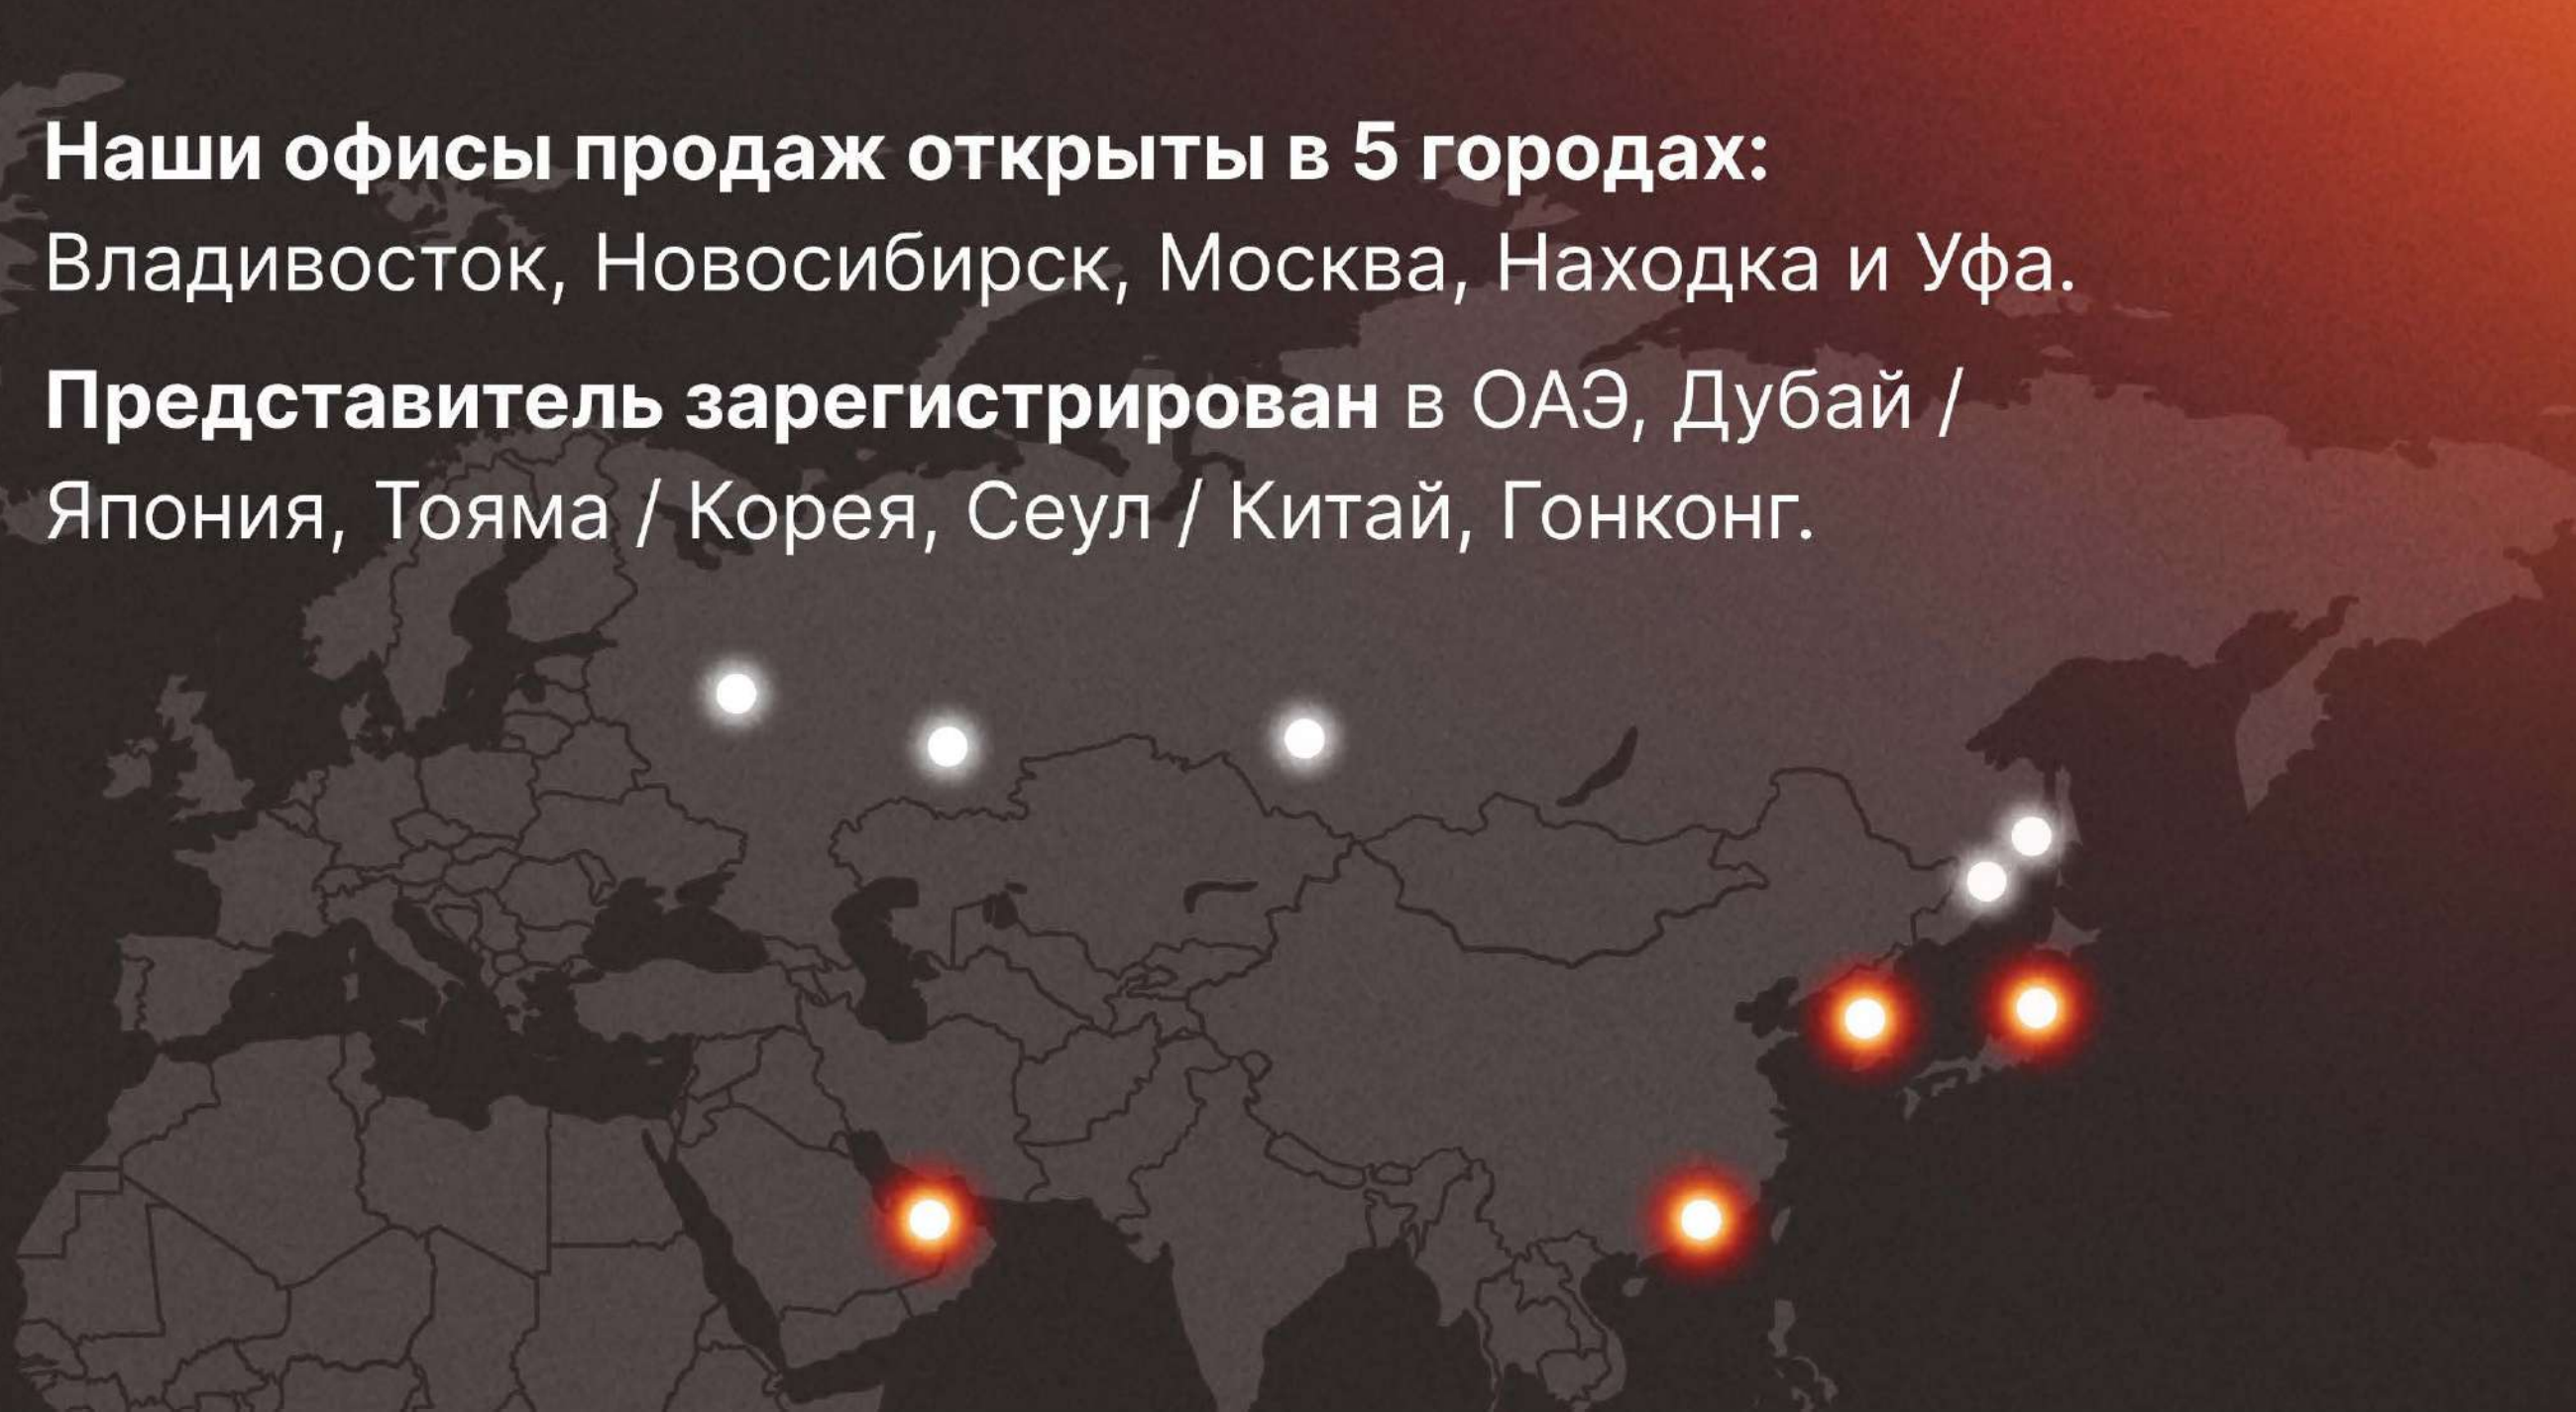 Наши офисы продаж открыты в 5 городах:
Владивосток, Новосибирск, Москва, Находка и Уфа.
Представитель зарегистрирован в ОАЭ, Дубай /
Япония, Тояма / Корея, Сеул / Китай, Гонконг.